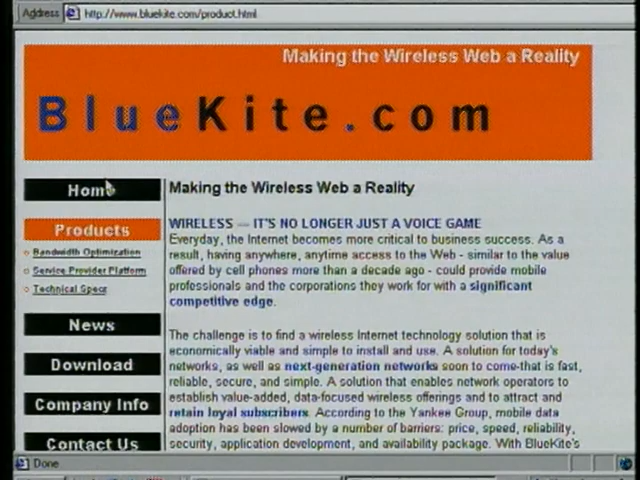 Address http://www.bluekite.com/product.html
Making the Wireless Web a Reality
BlueKite.com
Home
Products
Bandwidth Optimization
Service Provider Platform
Technical Specs
News
Download
Company Info
Contact Us
Making the Wireless Web a Reality
WIRELESS — IT'S NO LONGER JUST A VOICE GAME
Everyday, the Internet becomes more critical to business success. As a
result, having anywhere, anytime access to the Web - similar to the value
offered by cell phones more than a decade ago - could provide mobile
professionals and the corporations they work for with a significant
competitive edge.
The challenge is to find a wireless Internet technology solution that is
economically viable and simple to install and use. A solution for today's
networks, as well as next-generation networks soon to come-that is fast,
reliable, secure, and simple. A solution that enables network operators to
establish value-added, data-focused wireless offerings and to attract and
retain loyal subscribers. According to the Yankee Group, mobile data
adoption has been slowed by a number of barriers: price, speed, reliability,
security, application development, and availability package. With BlueKite's
Done